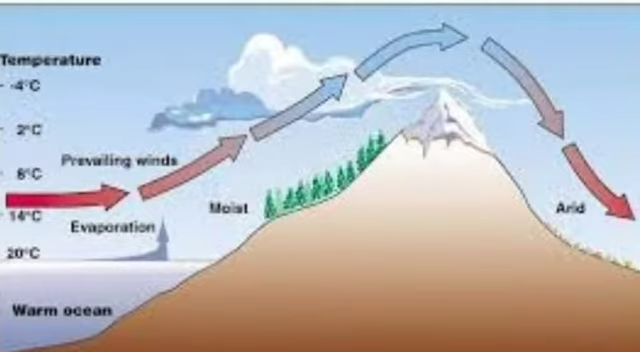 Temperature
-4°C
2°C
Prevailing winds
8°C
Moist
Arid
14°C
Evaporation
20°C
Warm ocean